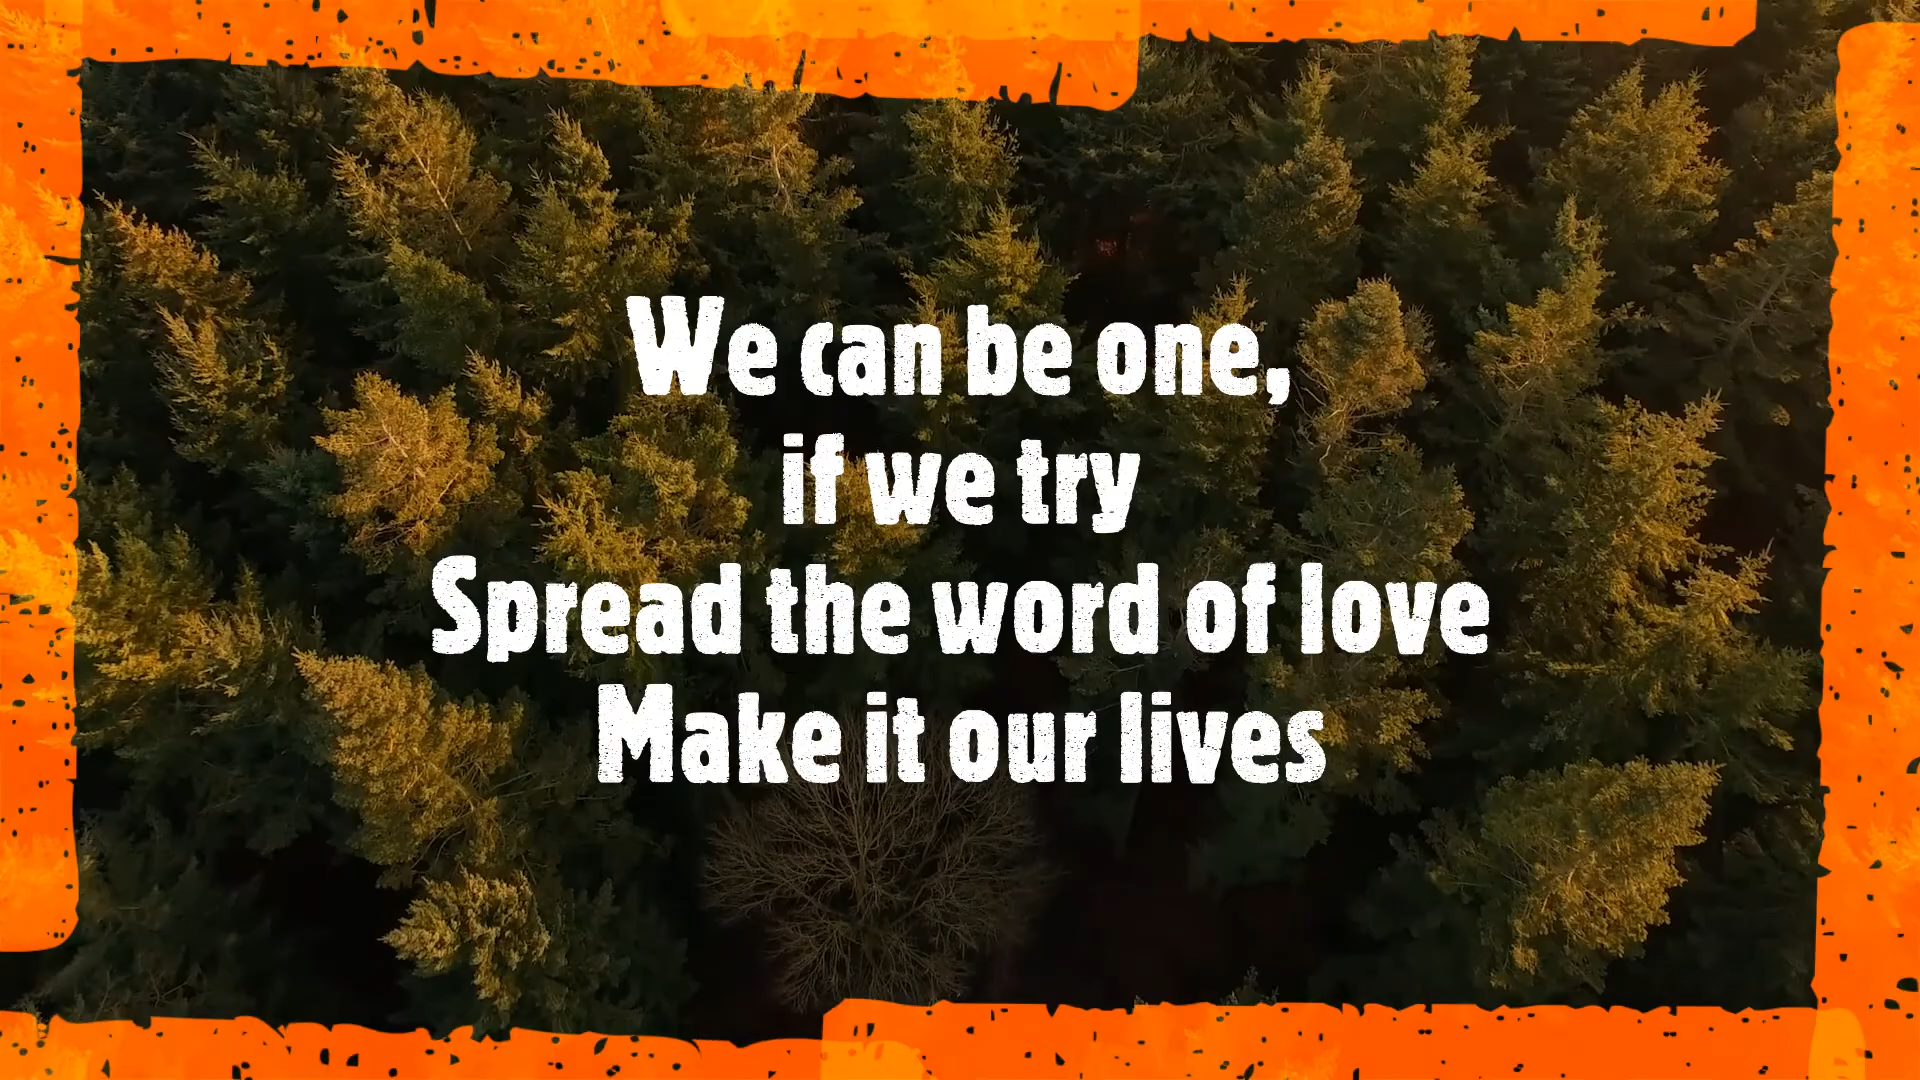 We can be one,
if we try
Spread the word of love
Make it our lives